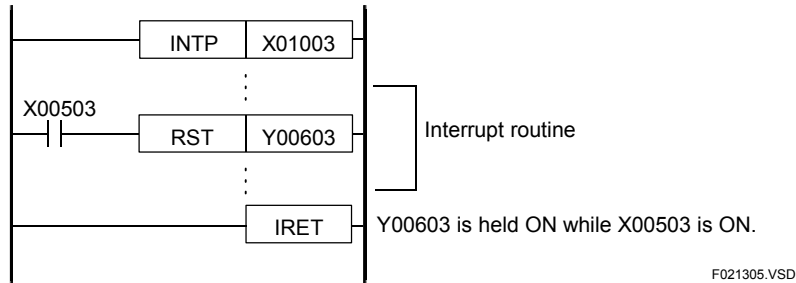 INTP X01003
X00503
RST Y00603
Interrupt routine
IRET
Y00603 is held ON while X00503 is ON.
F021305.VSD